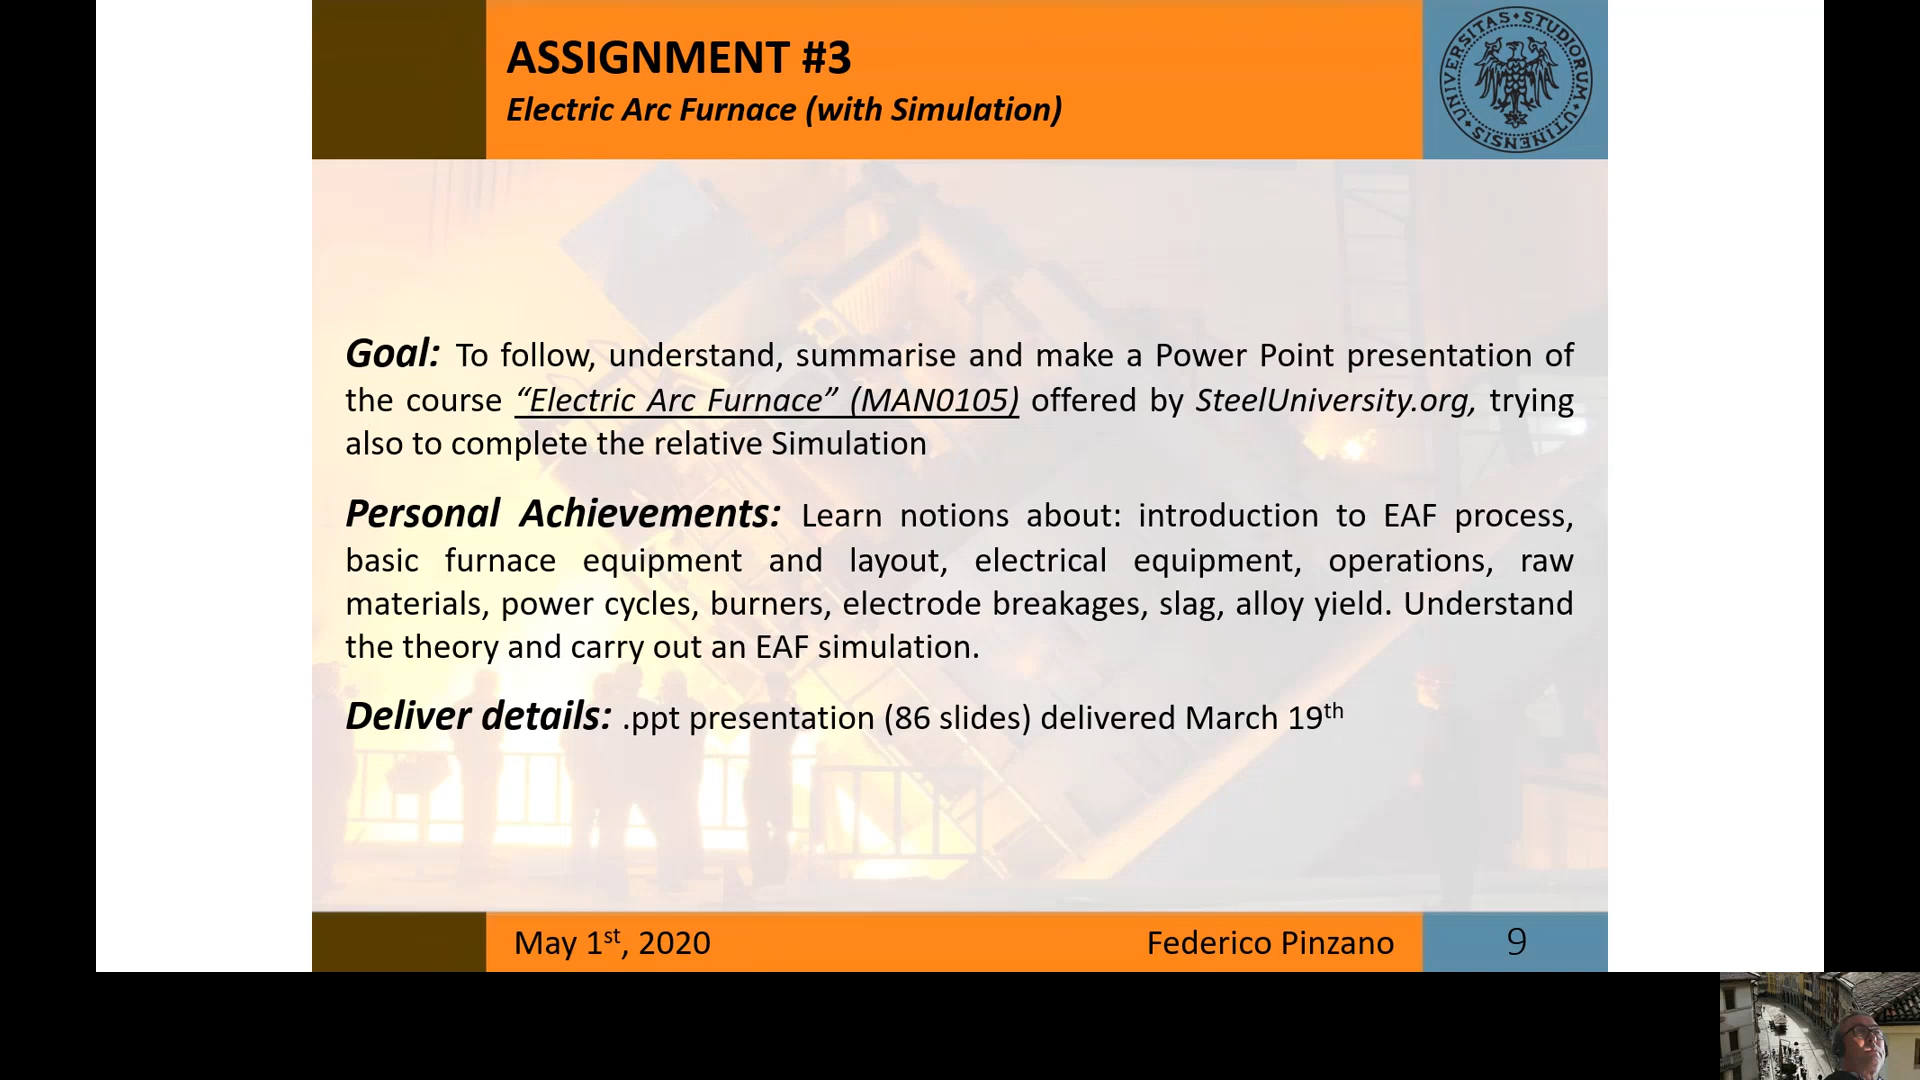 ASSIGNMENT #3
Electric Arc Furnace (with Simulation)
UNIVERSITAS • STUDIORUM • UTINENSIS •
Goal: To follow, understand, summarise and make a Power Point presentation of
the course “Electric Arc Furnace” (MAN0105) offered by SteelUniversity.org, trying
also to complete the relative Simulation
Personal Achievements: Learn notions about: introduction to EAF process,
basic furnace equipment and layout, electrical equipment, operations, raw
materials, power cycles, burners, electrode breakages, slag, alloy yield. Understand
the theory and carry out an EAF simulation.
Deliver details: .ppt presentation (86 slides) delivered March 19th
May 1st, 2020
Federico Pinzano
9